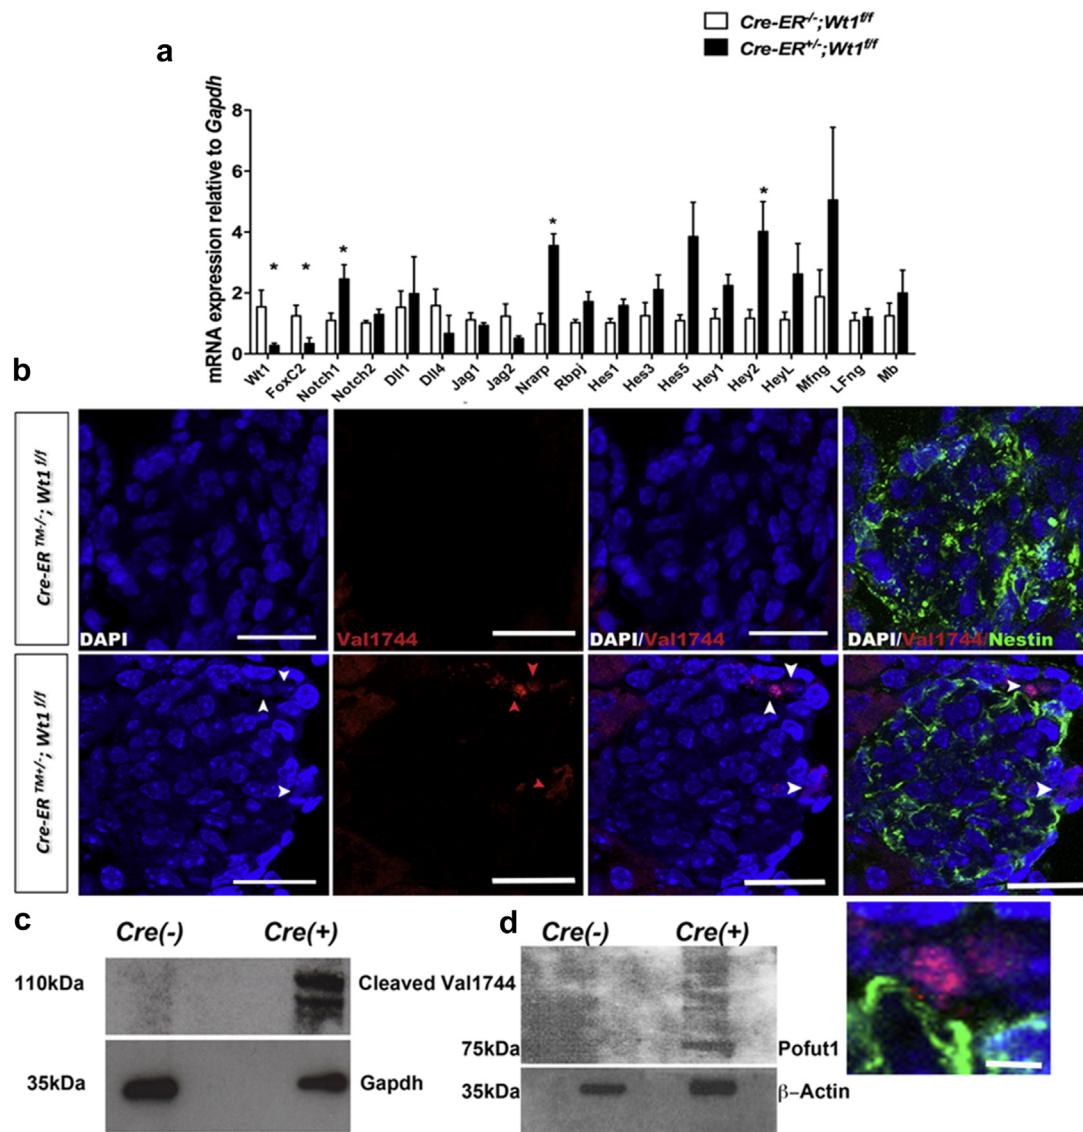 Cre-ER-/-;Wt1f/f
Cre-ER+/-;Wt1f/f
a
mRNA expression relative to Gapdh
8
6
4
2
0
* * * * *
Wt1 FoxC2 Notch1 Notch2 Dll1 Dll4 Jag1 Jag2 Nrarp Rbpj Hes1 Hes3 Hes5 Hey1 Hey2 HeyL Mfng LFng Mb
b
Cre-ER TM-/-; Wt1 f/f
DAPI
Val1744
DAPI/Val1744
DAPI/Val1744/Nestin
Cre-ER TM+/-; Wt1 f/f
c
Cre(-) Cre(+)
110kDa Cleaved Val1744
35kDa Gapdh
d
Cre(-) Cre(+)
75kDa Pofut1
35kDa β-Actin